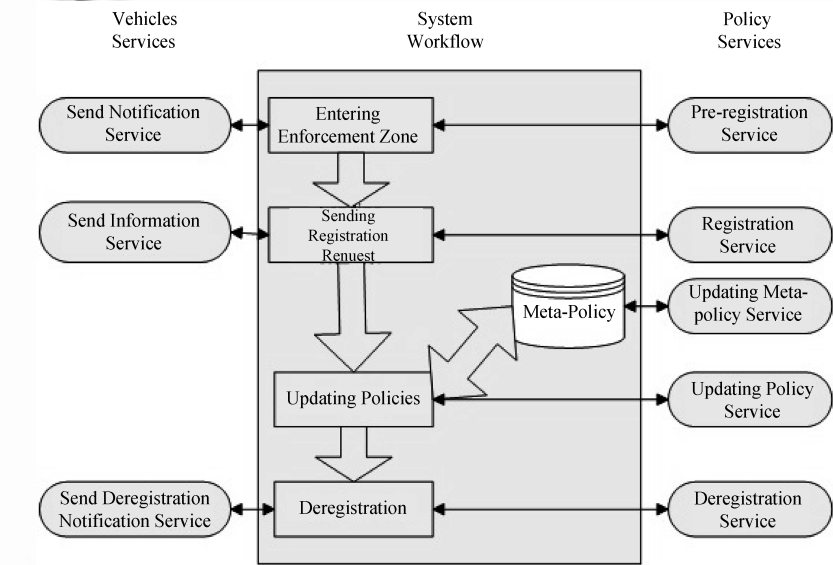 Vehicles
Services
System
Workflow
Policy
Services
Send Notification
Service
Entering
Enforcement Zone
Pre-registration
Service
Send Information
Service
Sending
Registration
Renuest
Registration
Service
Meta-Policy
Updating Meta-
policy Service
Updating Policies
Updating Policy
Service
Send Deregistration
Notification Service
Deregistration
Deregistration
Service